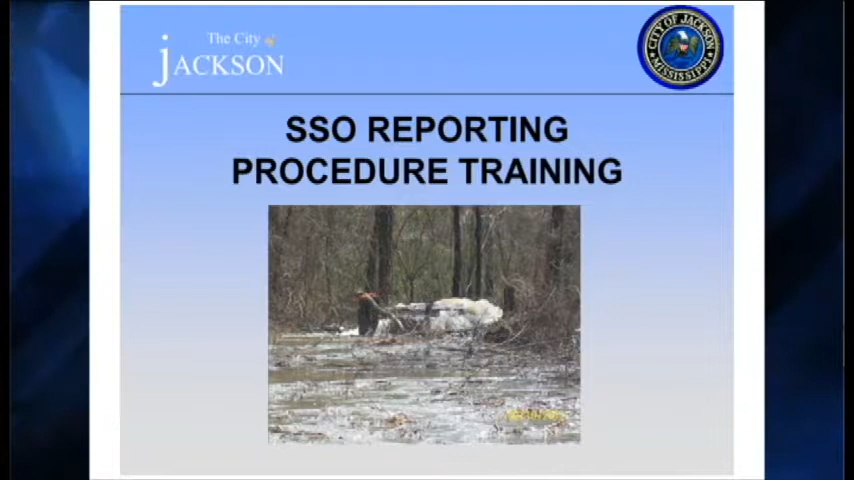 The City
JACKSON
CITY OF JACKSON
MISSISSIPPI
SSO REPORTING
PROCEDURE TRAINING